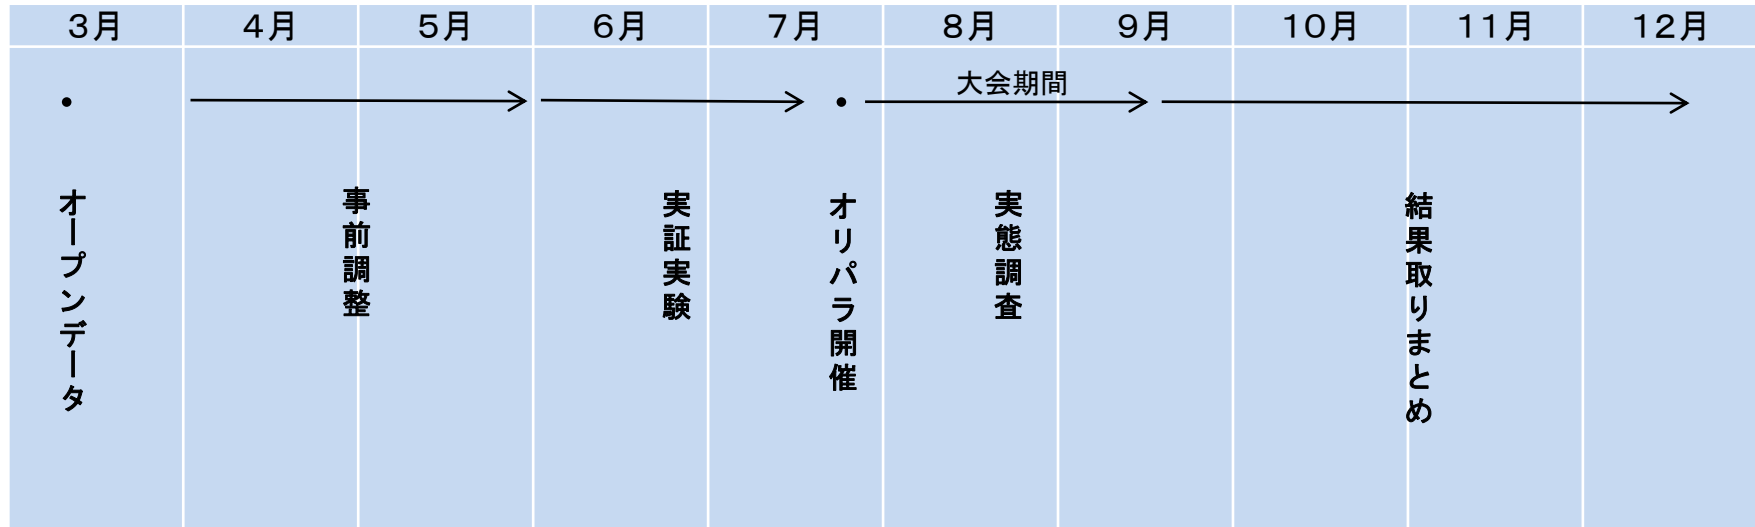 3月 4月 5月 6月 7月 8月 9月 10月 11月 12月
大会期間
オープンデータ
事前調整
実証実験
オリパラ開催
実態調査
結果取りまとめ